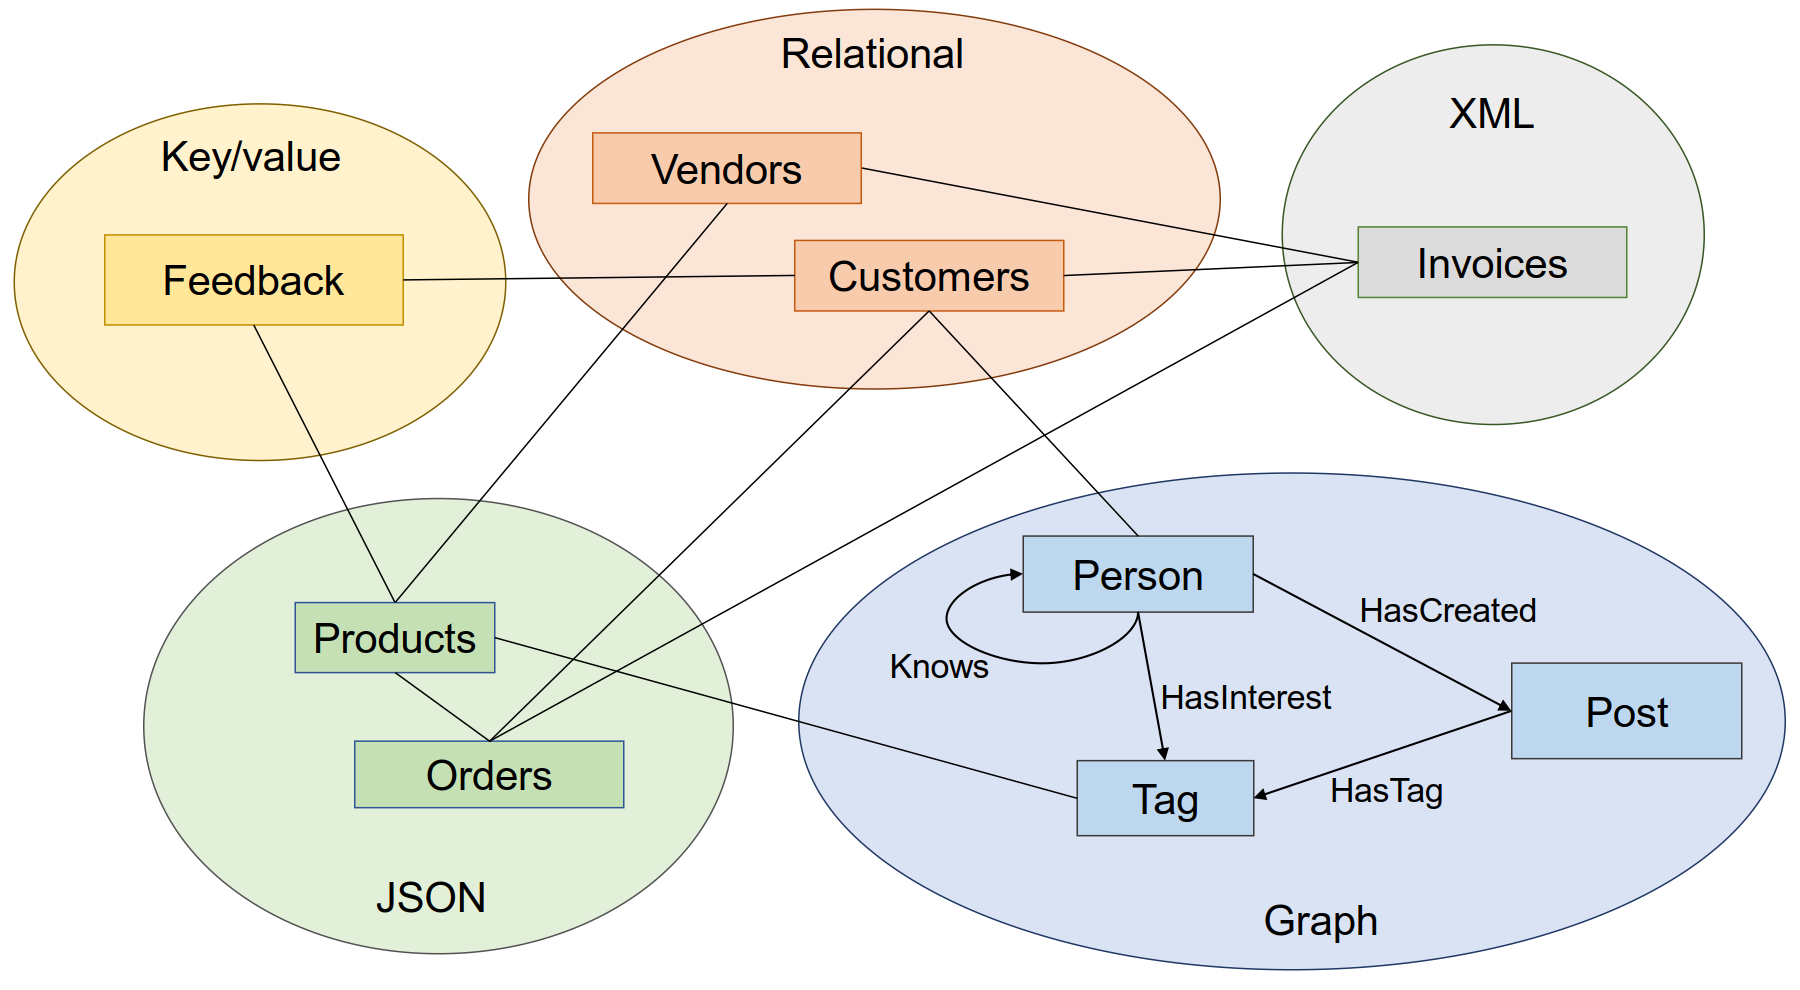 Relational
XML
Key/value
Vendors
Customers
Invoices
Feedback
Person
HasCreated
Products
Knows
HasInterest
Post
Orders
Tag
HasTag
JSON
Graph